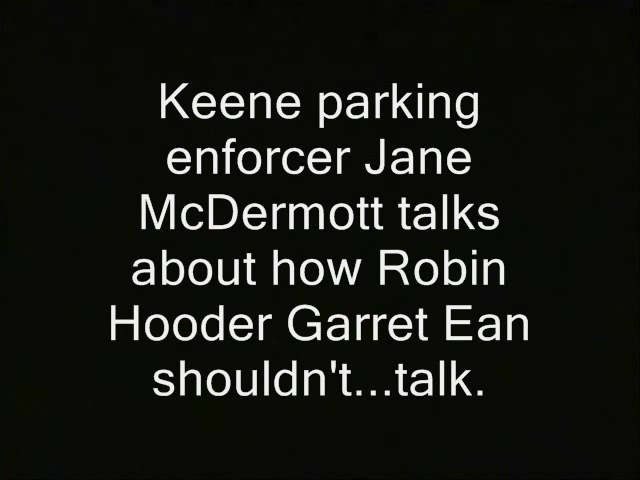 Keene parking
enforcer Jane
McDermott talks
about how Robin
Hooder Garret Ean
shouldn't...talk.